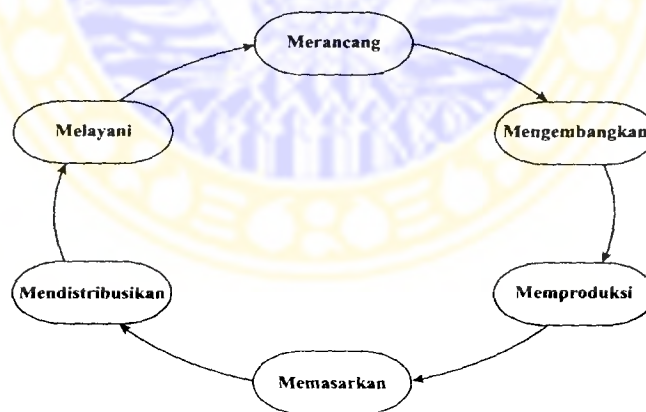 Merancang
Mengembangkan
Memproduksi
Memasarkan
Mendistribusikan
Melayani